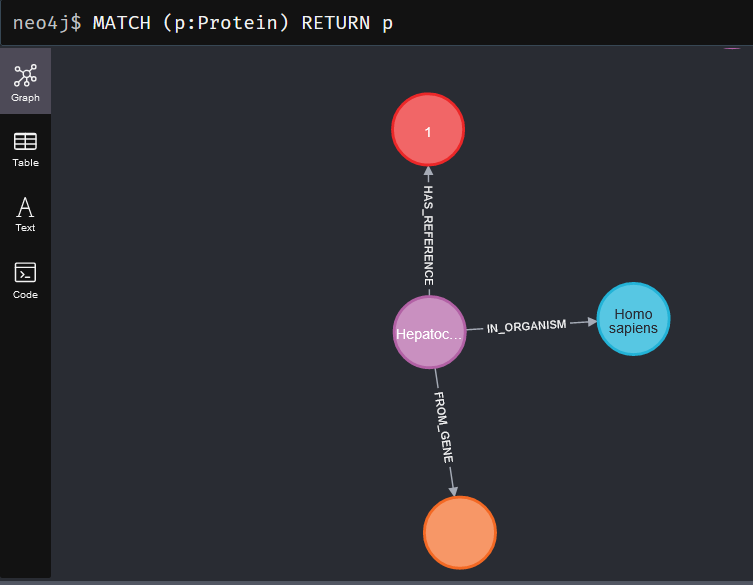 neo4j$ MATCH (p:Protein) RETURN p
Graph
Table
Text
Code
1
HAS_REFERENCE
Hepatoc...
IN_ORGANISM
Homo
sapiens
FROM_GENE